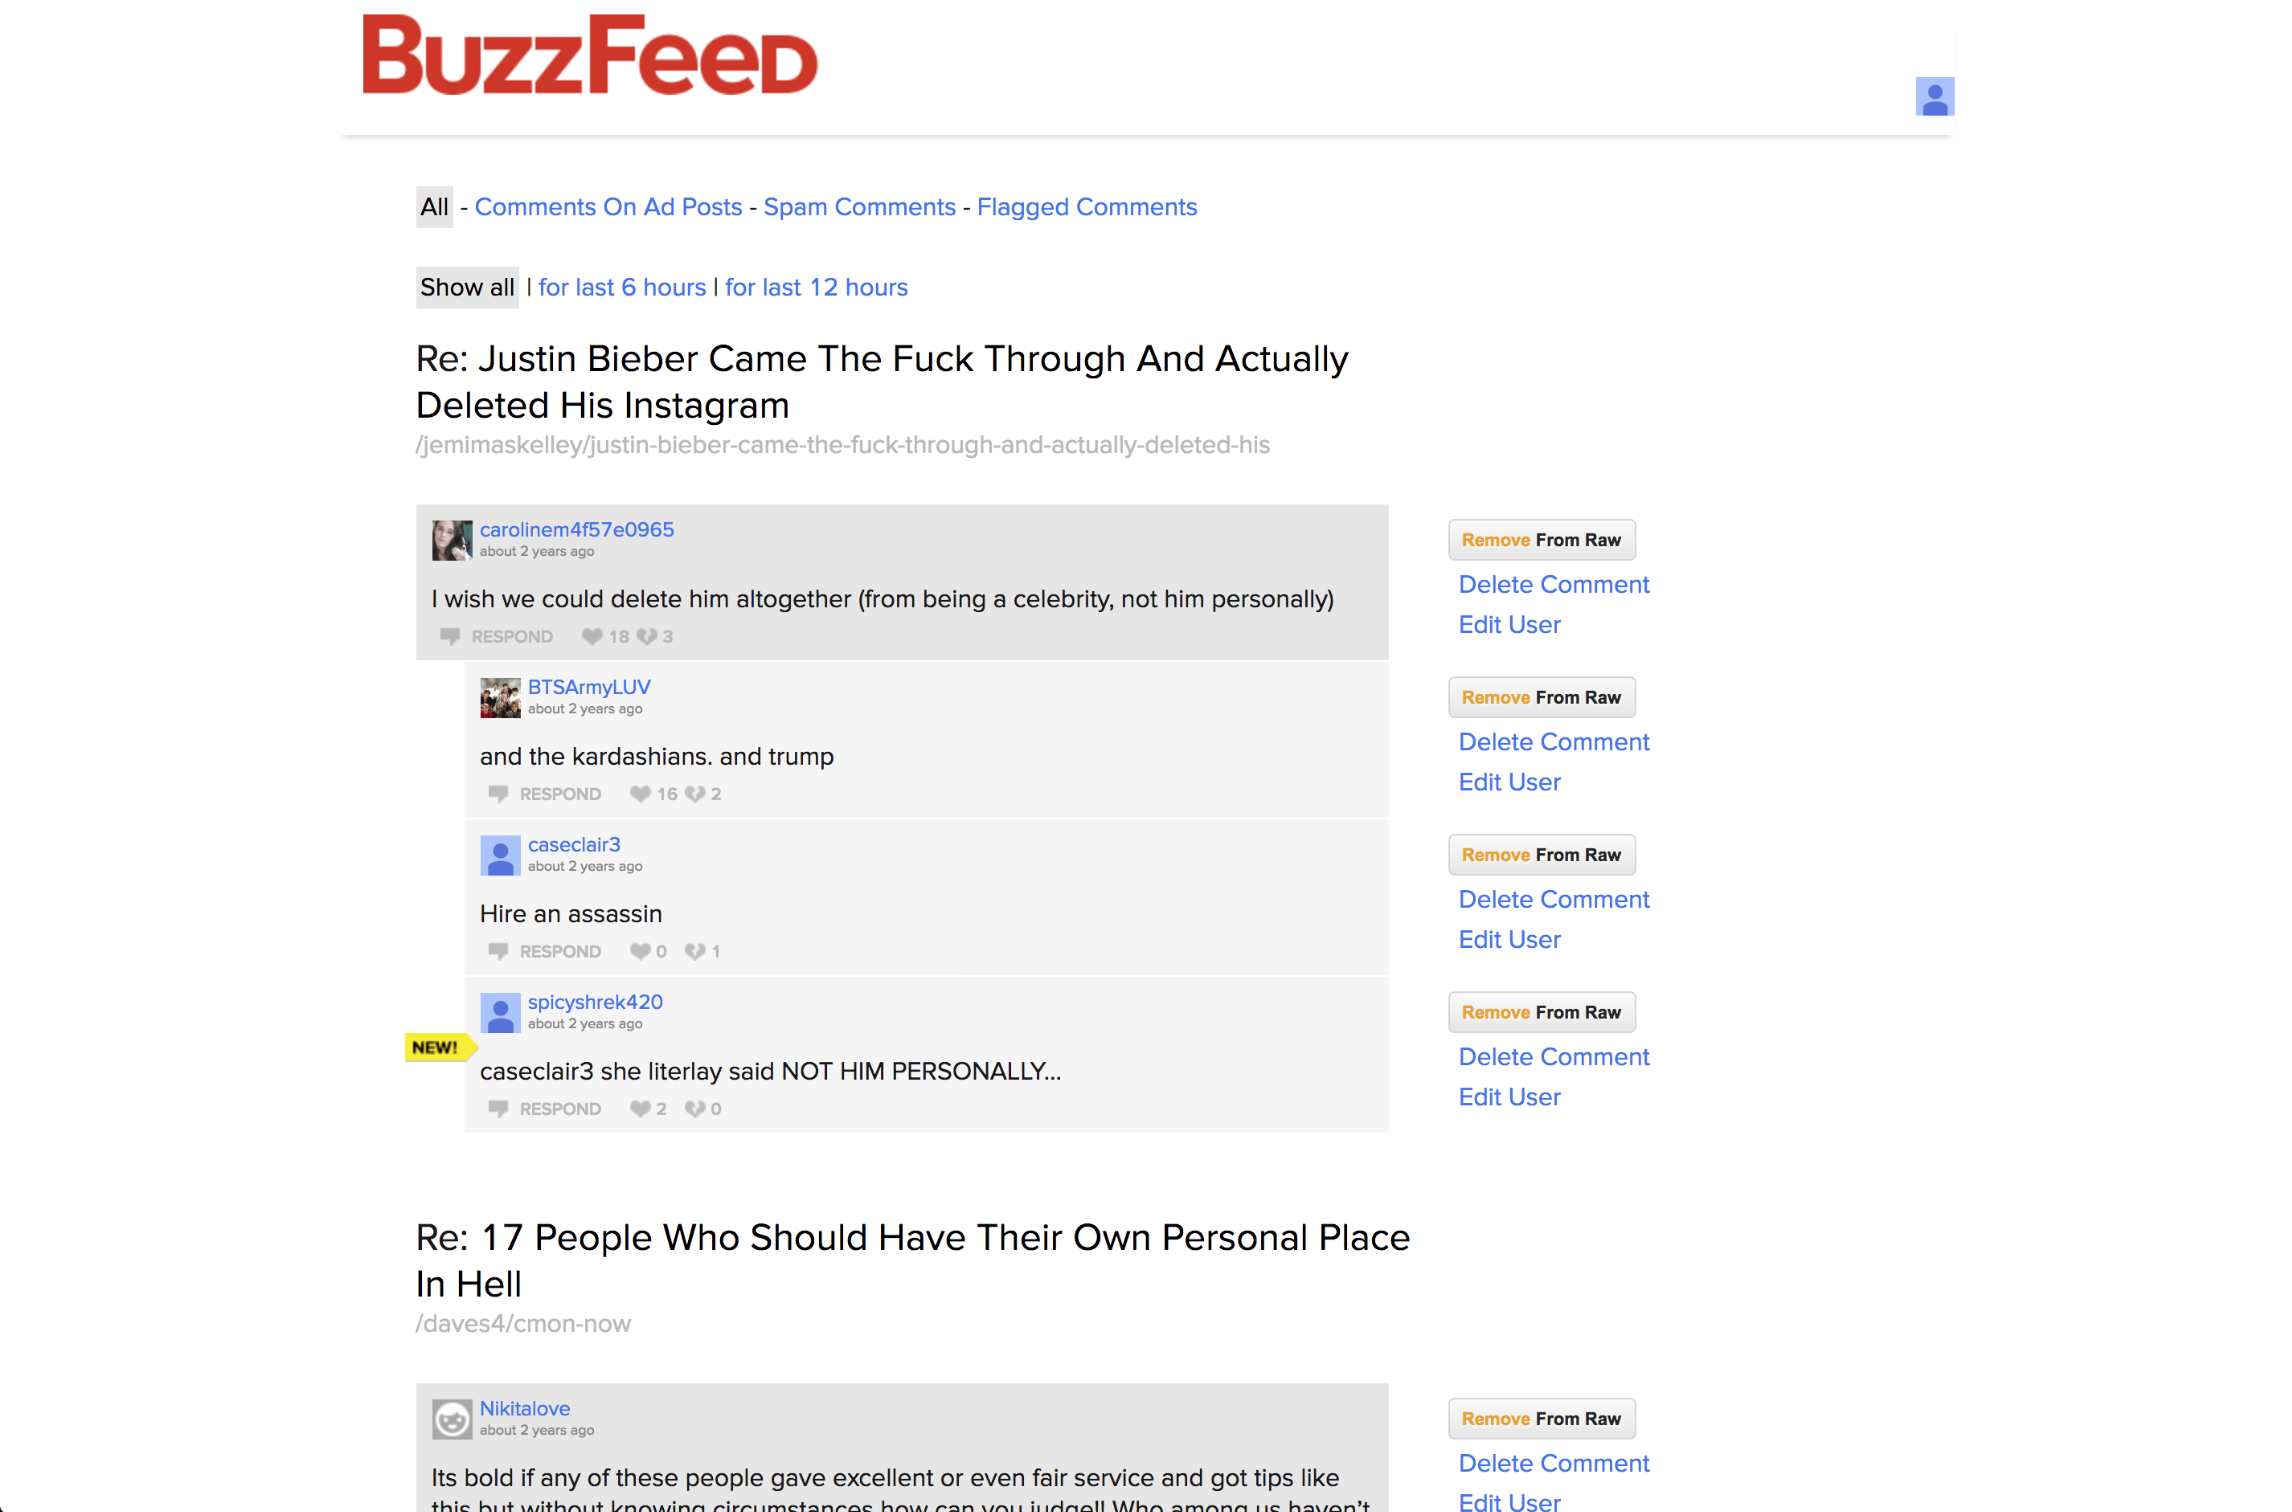 BuzzFeed
All - Comments On Ad Posts - Spam Comments - Flagged Comments
Show all | for last 6 hours | for last 12 hours
Re: Justin Bieber Came The Fuck Through And Actually
Deleted His Instagram
/jemimaskelley/justin-bieber-came-the-fuck-through-and-actually-deleted-his
carolinem4f57e0965
about 2 years ago
I wish we could delete him altogether (from being a celebrity, not him personally)
RESPOND 18 3
Remove From Raw
Delete Comment
Edit User
BTSArmyLUV
about 2 years ago
and the kardashians. and trump
RESPOND 16 2
Remove From Raw
Delete Comment
Edit User
caseclair3
about 2 years ago
Hire an assassin
RESPOND 0 1
Remove From Raw
Delete Comment
Edit User
spicyshrek420
about 2 years ago
NEW!
caseclair3 she literlay said NOT HIM PERSONALLY...
RESPOND 2 0
Remove From Raw
Delete Comment
Edit User
Re: 17 People Who Should Have Their Own Personal Place
In Hell
/daves4/cmon-now
Nikitalove
about 2 years ago
Its bold if any of these people gave excellent or even fair service and got tips like
this but without knowing circumstances how can you judge!! Who among us haven't
Remove From Raw
Delete Comment
Edit User